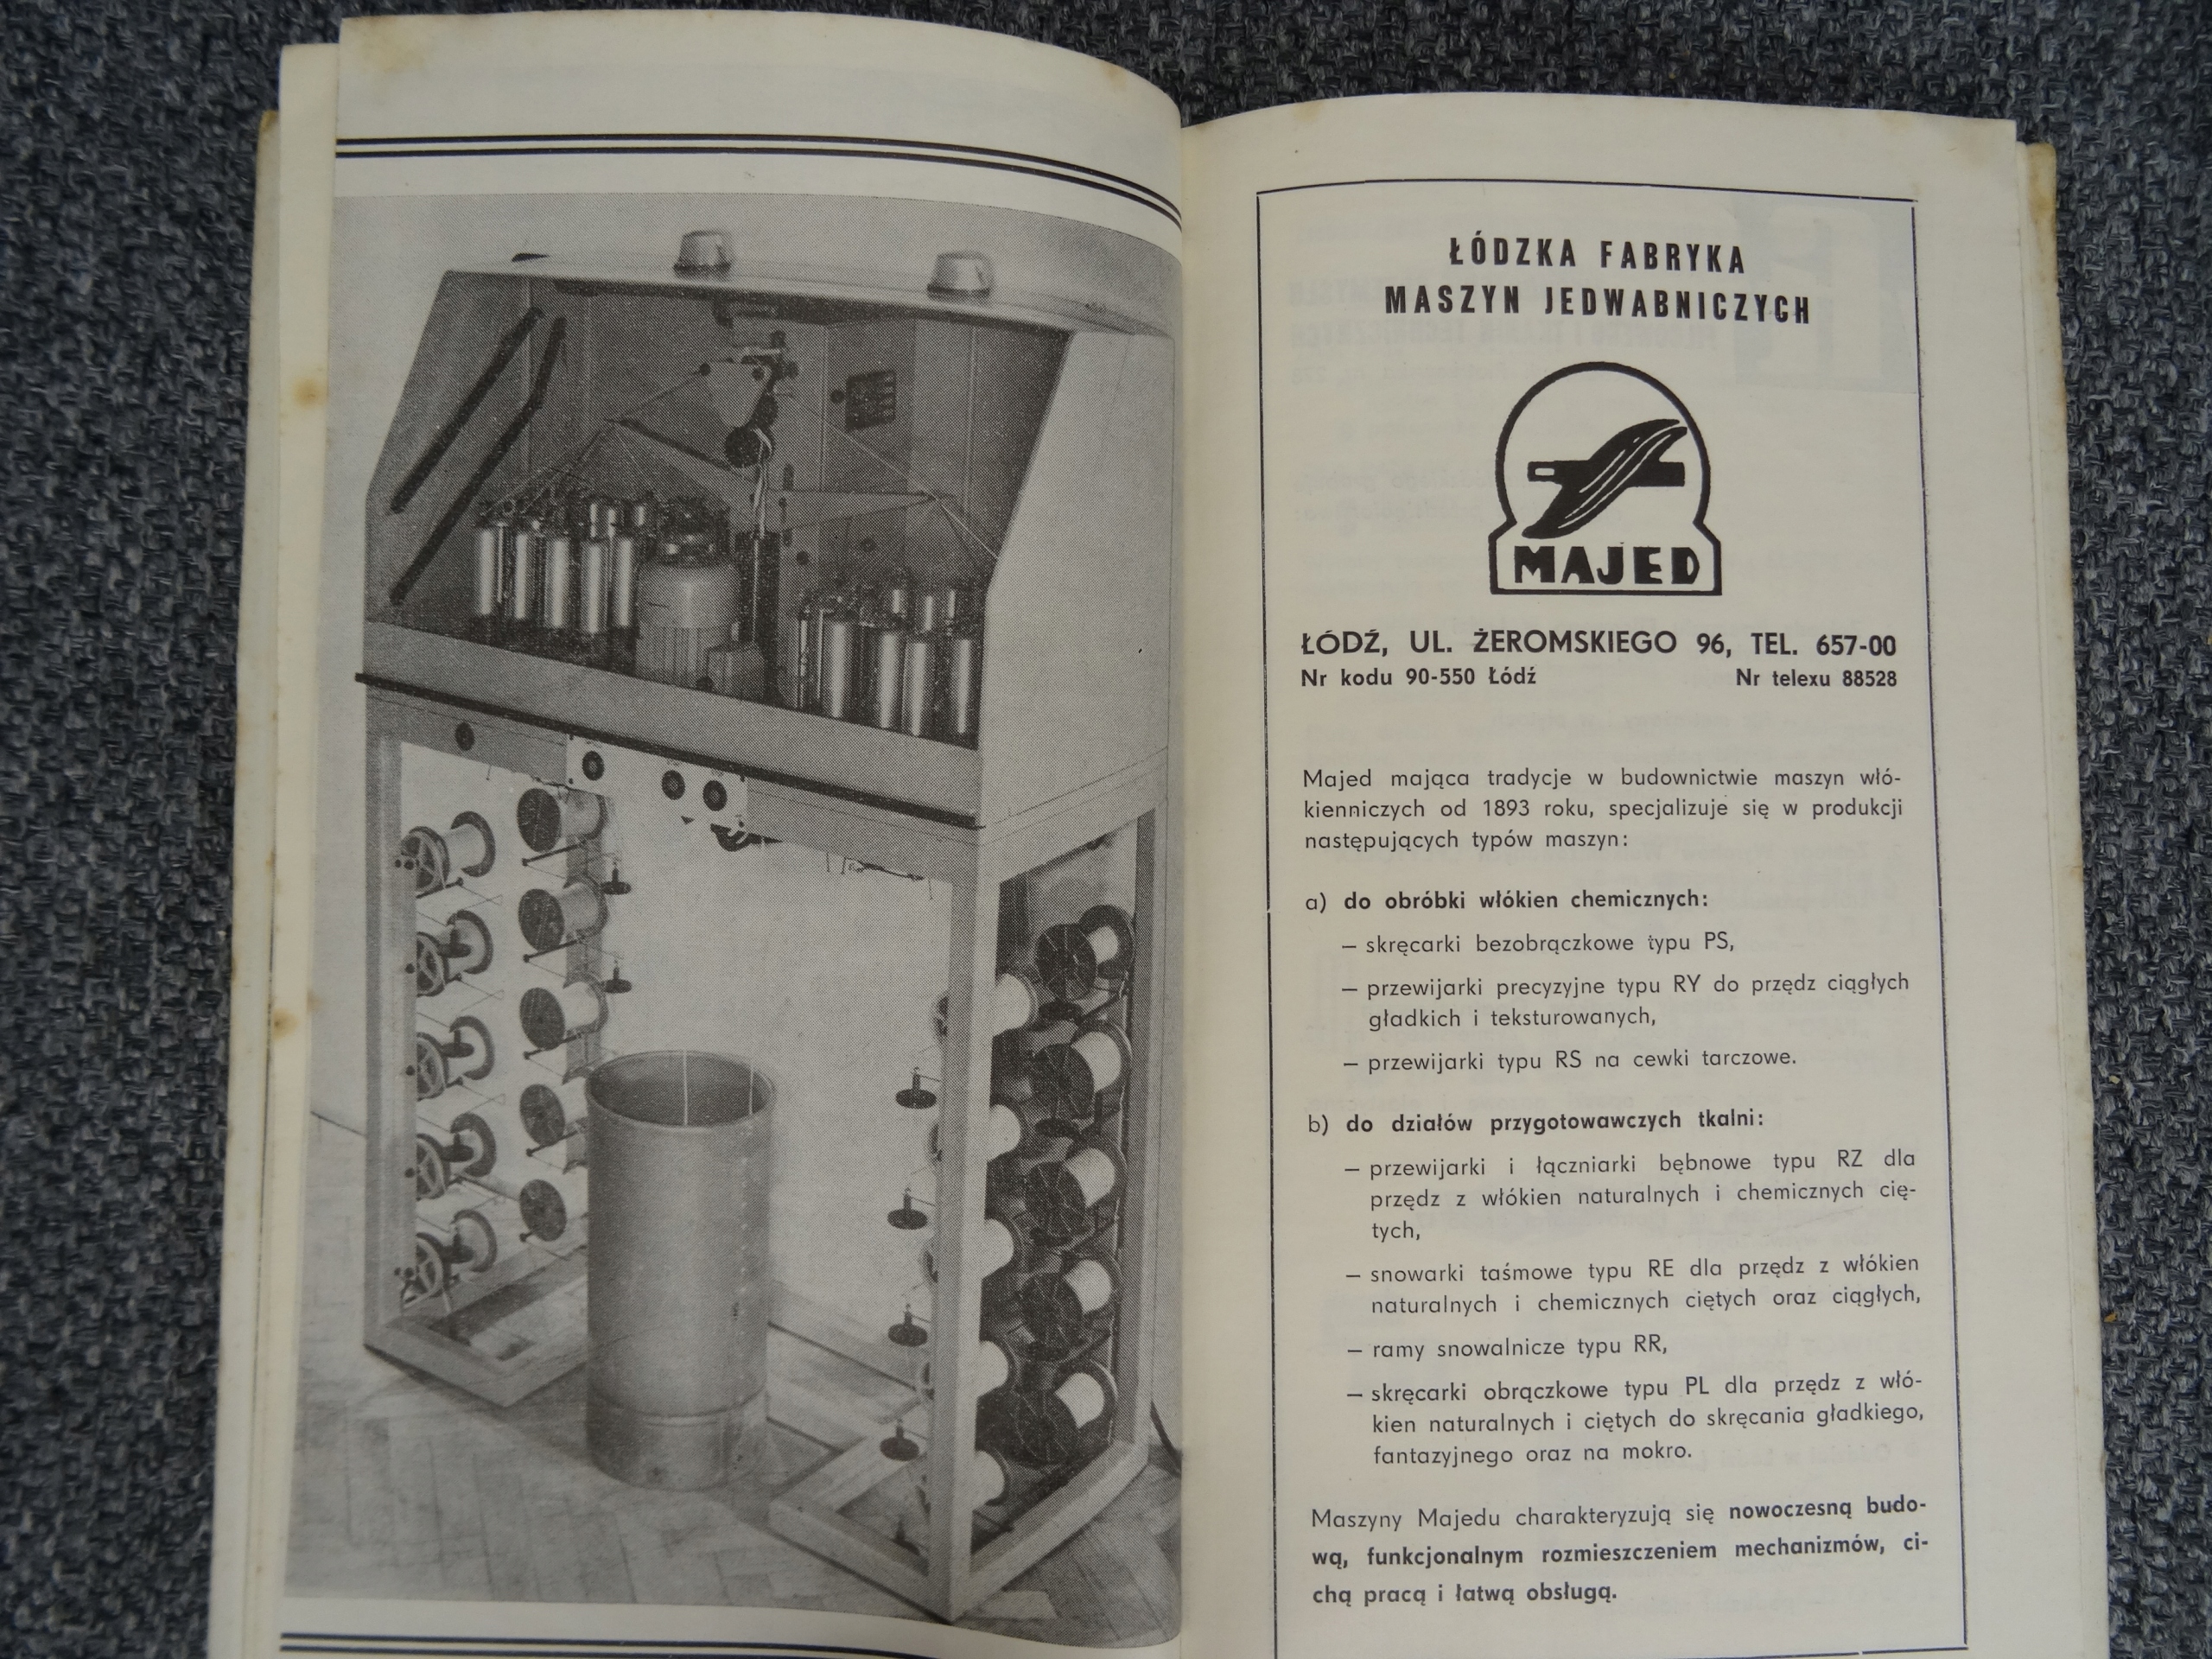 ŁÓDZKA FABRYKA
MASZYN JEDWABNICZYCH
MAJED
ŁÓDŹ, UL. ŻEROMSKIEGO 96, TEL. 657-00
Nr kodu 90-550 Łódź Nr telexu 88528
Majed mająca tradycje w budownictwie maszyn włó-
kienniczych od 1893 roku, specjalizuje się w produkcji
następujących typów maszyn:
a) do obróbki włókien chemicznych:
— skręcarki bezobrączkowe typu PS,
— przewijarki precyzyjne typu RY do przędz ciągłych
gładkich i teksturowanych,
— przewijarki typu RS na cewki tarczowe.
b) do działów przygotowawczych tkalni:
— przewijarki i łączniarki bębnowe typu RZ dla
przędz z włókien naturalnych i chemicznych cię-
tych,
— snowarki taśmowe typu RE dla przędz z włókien
naturalnych i chemicznych ciętych oraz ciągłych,
— ramy snowalnicze typu RR,
— skręcarki obrączkowe typu PL dla przędz z włó-
kien naturalnych i ciętych do skręcania gładkiego,
fantazyjnego oraz na mokro.
Maszyny Majedu charakteryzują się nowoczesną budo-
wą, funkcjonalnym rozmieszczeniem mechanizmów, ci-
chą pracą i łatwą obsługą.